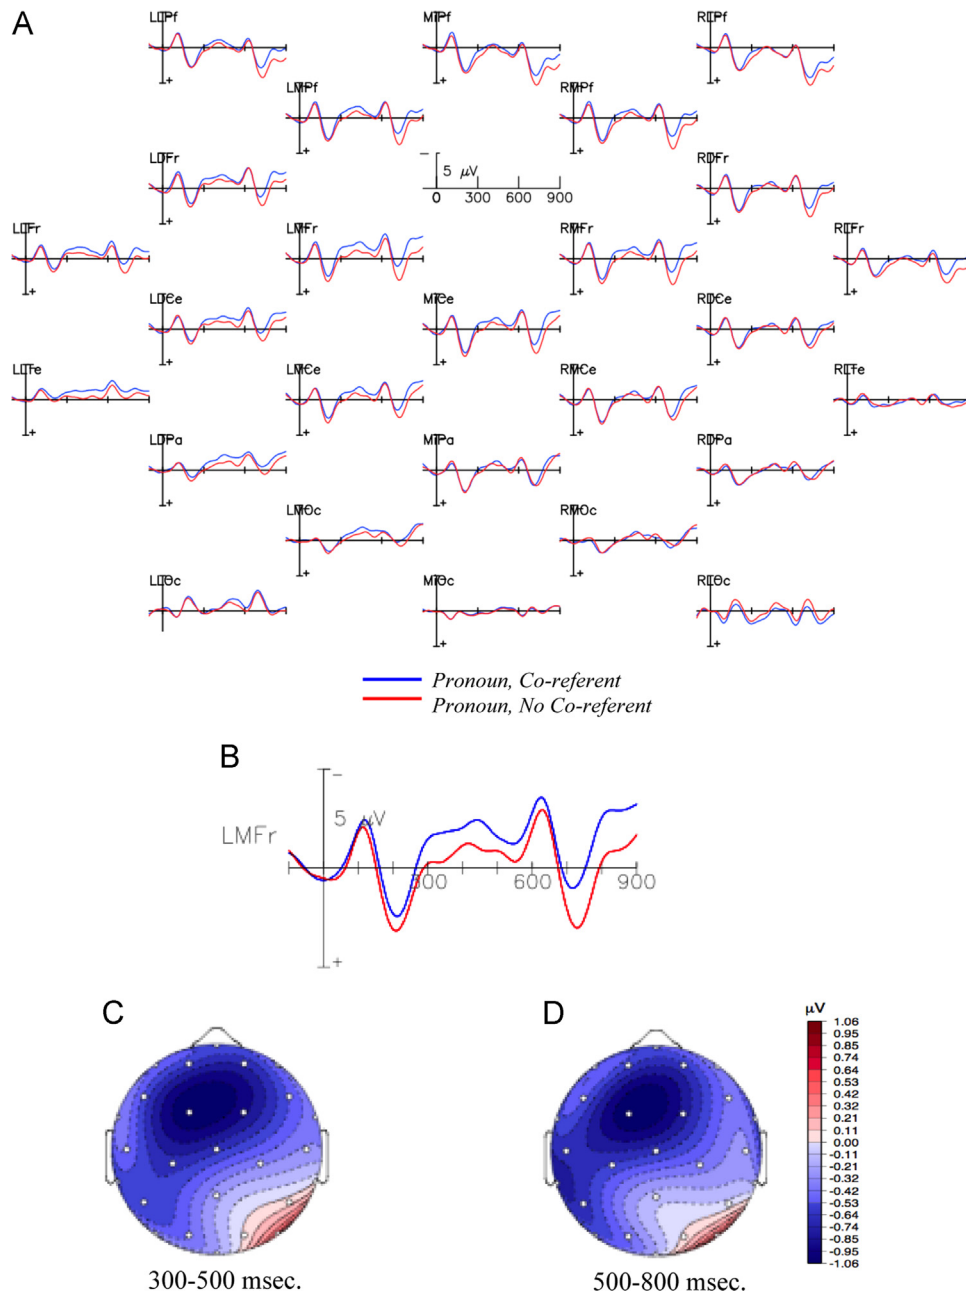 A
LLPf
MiPf
RLPf
+
+
+
LMPf
RMPf
+
+
LDFr
RDFr
5 µV
0 300 600 900
+
+
LLFr
LMFr
RMFr
RLFr
+
+
+
+
LDCe
MiCe
RDCe
+
+
+
LLTe
LMCe
RMCe
RLTe
+
+
+
+
LDPa
MiPa
RDPa
+
+
+
LMOc
RMOc
+
+
LLOc
MiOc
RLOc
+
+
Pronoun, Co-referent
Pronoun, No Co-referent
B
−
5 µV
LMFr
300 600 900
+
C
D
µV
1.06
0.95
0.85
0.74
0.64
0.53
0.42
0.32
0.21
0.11
0.00
-0.11
-0.21
-0.32
-0.42
-0.53
-0.64
-0.74
-0.85
-0.95
-1.06
300-500 msec.
500-800 msec.